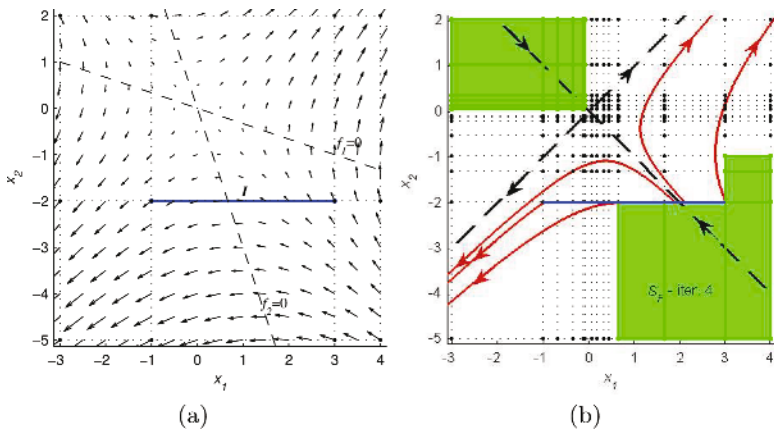 2
1
0
−1
−2
−3
−4
−5
x2
f1=0
I
f2=0
−3 −2 −1 0 1 2 3 4
x1
(a)
2
1
0
-1
-2
-3
-4
-5
x2
SF - iter. 4
-3 -2 -1 0 1 2 3 4
x1
(b)